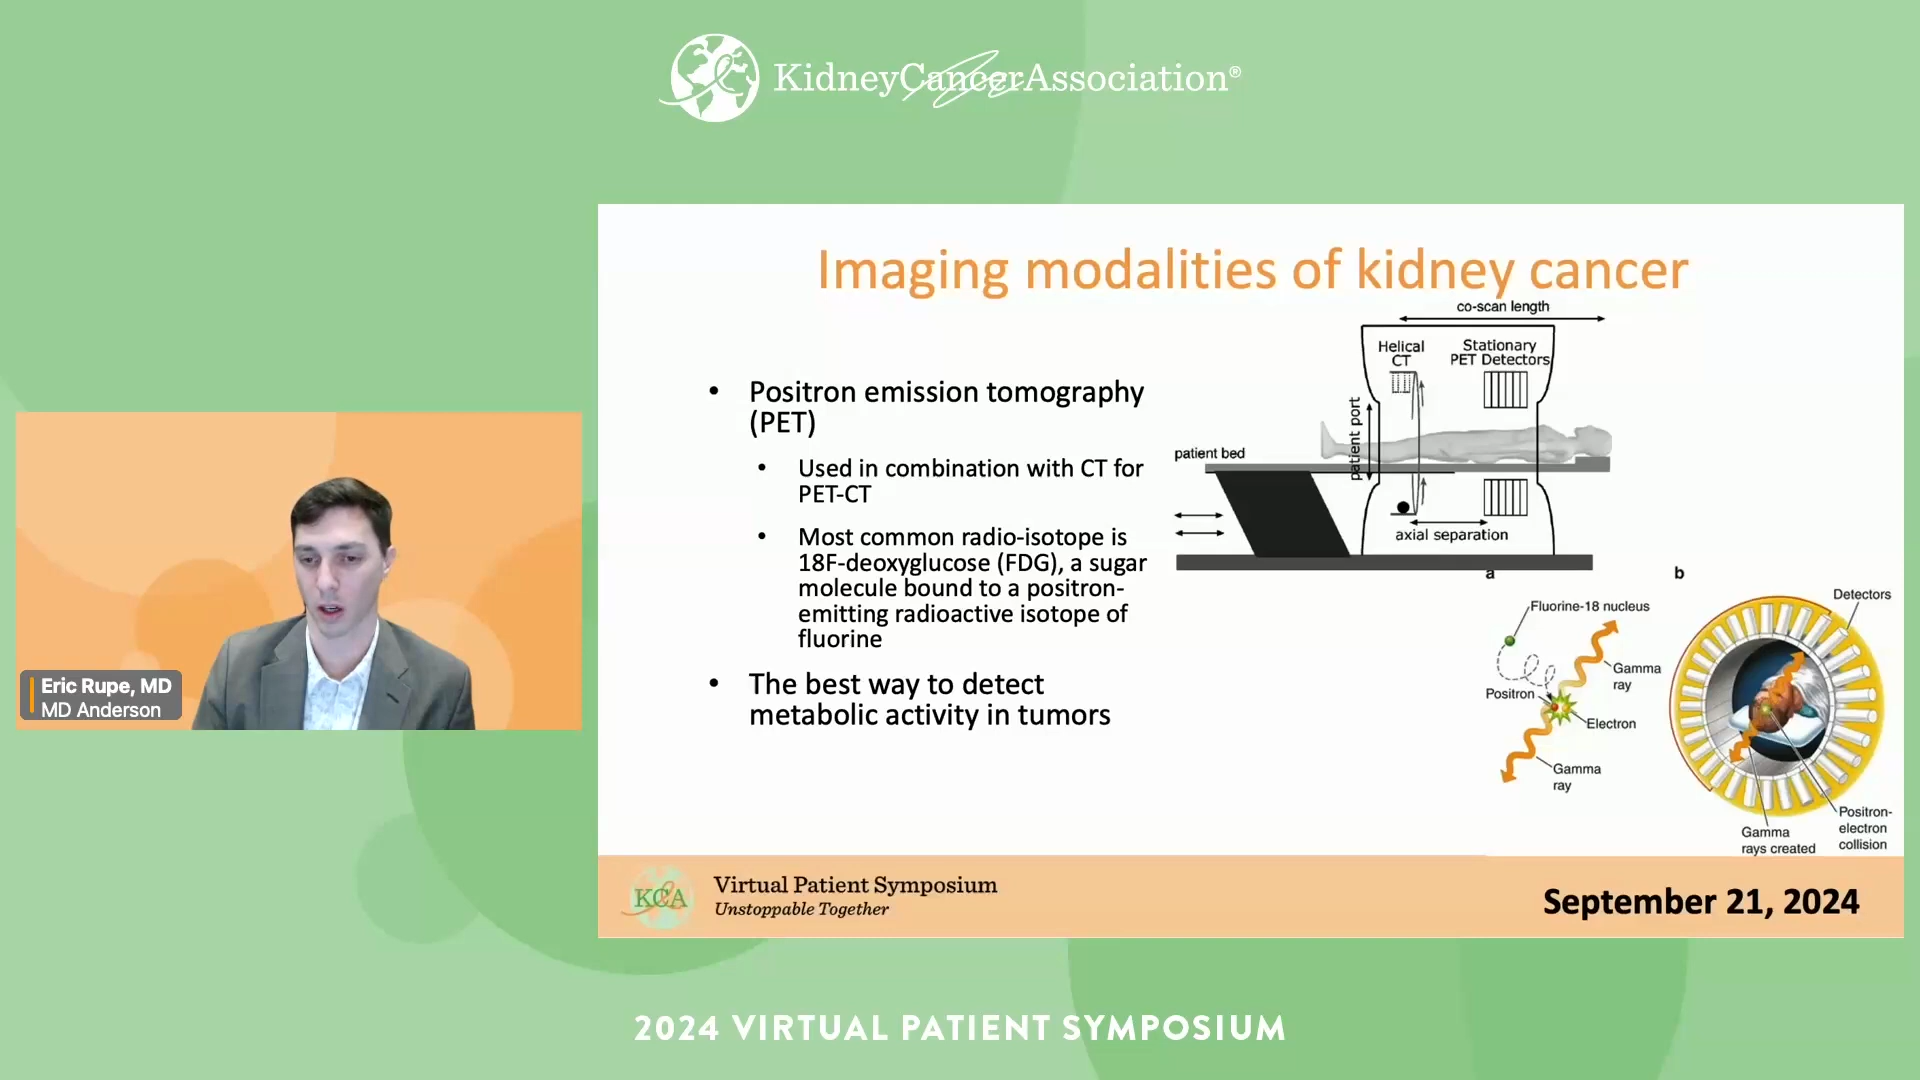 KidneyCancerAssociation®
Imaging modalities of kidney cancer
• Positron emission tomography
(PET)
• Used in combination with CT for
PET-CT
• Most common radio-isotope is
18F-deoxyglucose (FDG), a sugar
molecule bound to a positron-
emitting radioactive isotope of
fluorine
• The best way to detect
metabolic activity in tumors
co-scan length
Helical
CT
Stationary
PET Detectors
patient port
patient bed
axial separation
a
Fluorine-18 nucleus
Gamma
ray
Positron
Electron
Gamma
ray
b
Detectors
Positron-
electron
collision
Gamma
rays created
Eric Rupe, MD
MD Anderson
KCA
Virtual Patient Symposium
Unstoppable Together
September 21, 2024
2024 VIRTUAL PATIENT SYMPOSIUM